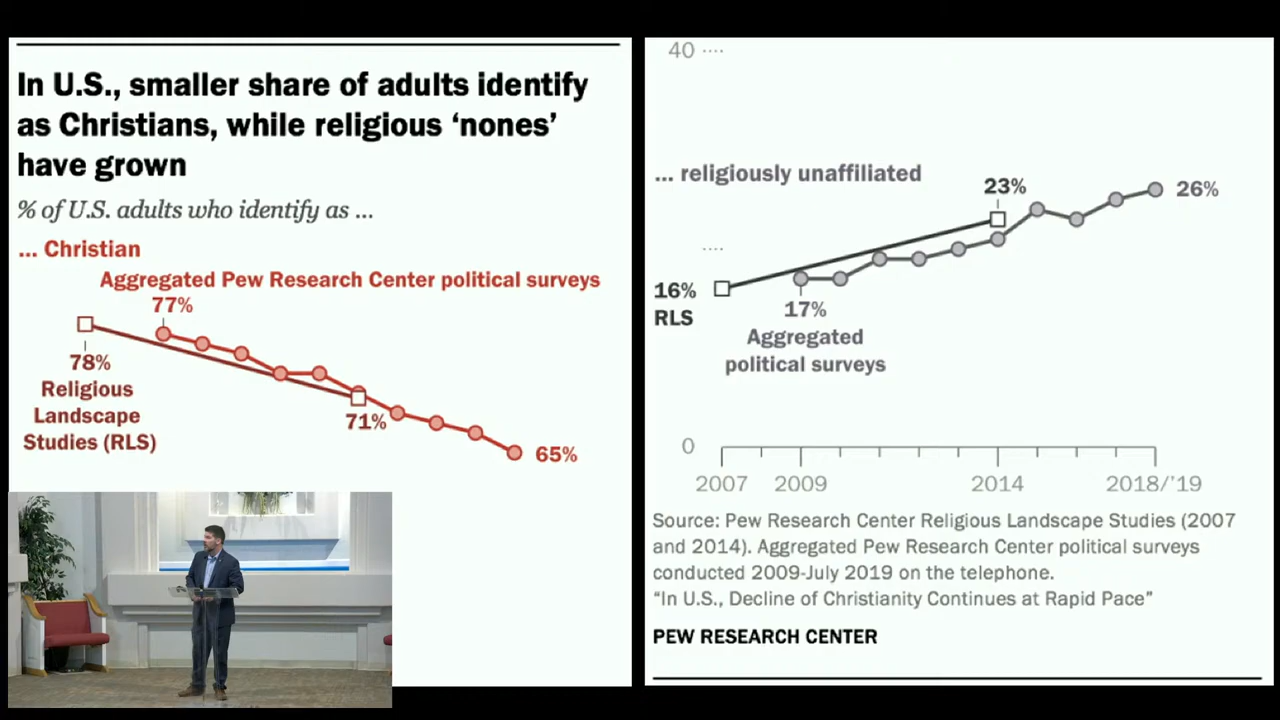 In U.S., smaller share of adults identify
as Christians, while religious ‘nones’
have grown
% of U.S. adults who identify as ...
... Christian
Aggregated Pew Research Center political surveys
77%
78%
Religious
Landscape
Studies (RLS)
71%
65%
40
... religiously unaffiliated
23%
26%
16%
RLS
17%
Aggregated
political surveys
0
2007 2009 2014 2018/’19
Source: Pew Research Center Religious Landscape Studies (2007
and 2014). Aggregated Pew Research Center political surveys
conducted 2009-July 2019 on the telephone.
“In U.S., Decline of Christianity Continues at Rapid Pace”
PEW RESEARCH CENTER